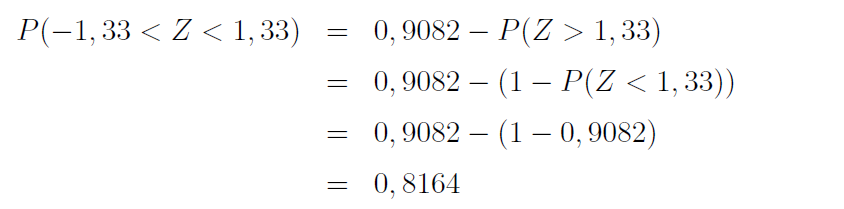 P(−1,33 < Z < 1,33) = 0,9082 − P(Z > 1,33)
= 0,9082 − (1 − P(Z < 1,33))
= 0,9082 − (1 − 0,9082)
= 0,8164